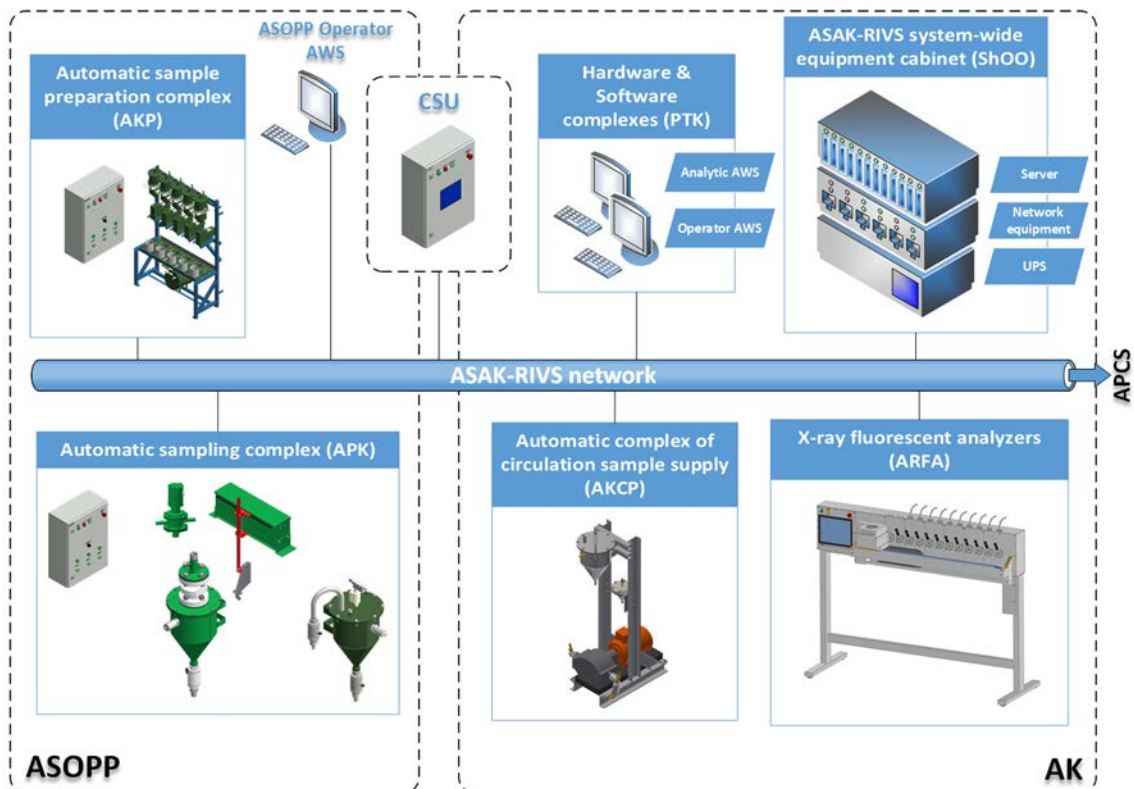 ASOPP Operator
AWS
Automatic sample
preparation complex
(AKP)
CSU
Hardware &
Software
complexes (PTK)
Analytic AWS
Operator AWS
ASAK-RIVS system-wide
equipment cabinet (ShOO)
Server
Network
equipment
UPS
ASAK-RIVS network
APCS
Automatic sampling complex (APK)
Automatic complex of
circulation sample supply
(AKCP)
X-ray fluorescent analyzers
(ARFA)
ASOPP
AK